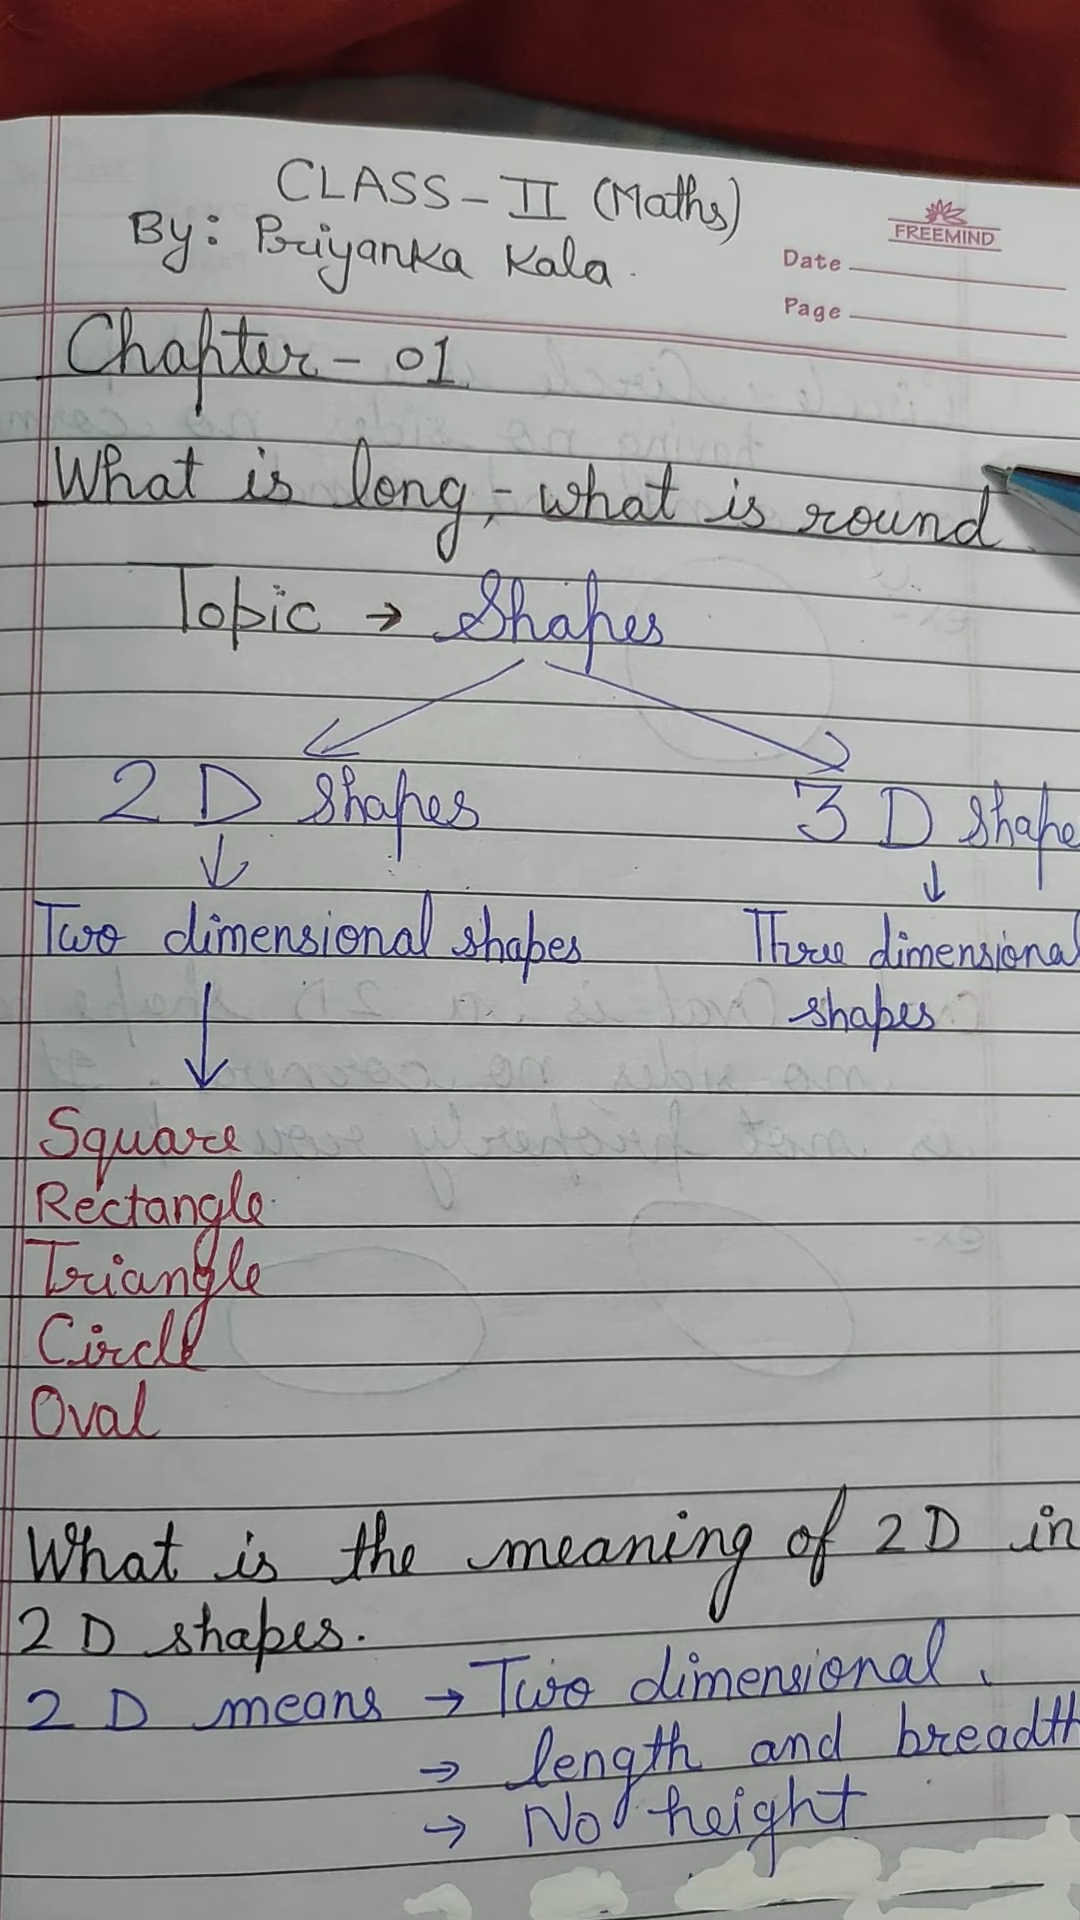 CLASS-II (Maths)
By: Priyanka Kala.
FREEMIND
Date
Page
Chapter - 01
What is long, - what is round
Topic → Shapes
2 D shapes 3 D shape
Two dimensional shapes Three dimensional
shapes
Square
Rectangle
Triangle
Circle
Oval
What is the meaning of 2D in
2 D shapes.
2 D means → Two dimensional
→ length and breadth
→ No height